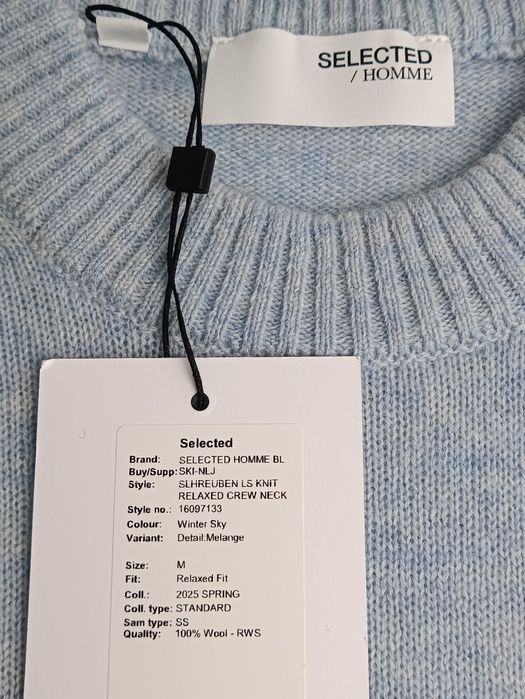 SELECTED
/ HOMME
Selected
Brand: SELECTED HOMME BL
Buy/Supp: SKI-NLJ
Style: SLHREUBEN LS KNIT
RELAXED CREW NECK
Style no.: 16097133
Colour: Winter Sky
Variant: Detail:Melange
Size: M
Fit: Relaxed Fit
Coll.: 2025 SPRING
Coll. type: STANDARD
Sam type: SS
Quality: 100% Wool - RWS